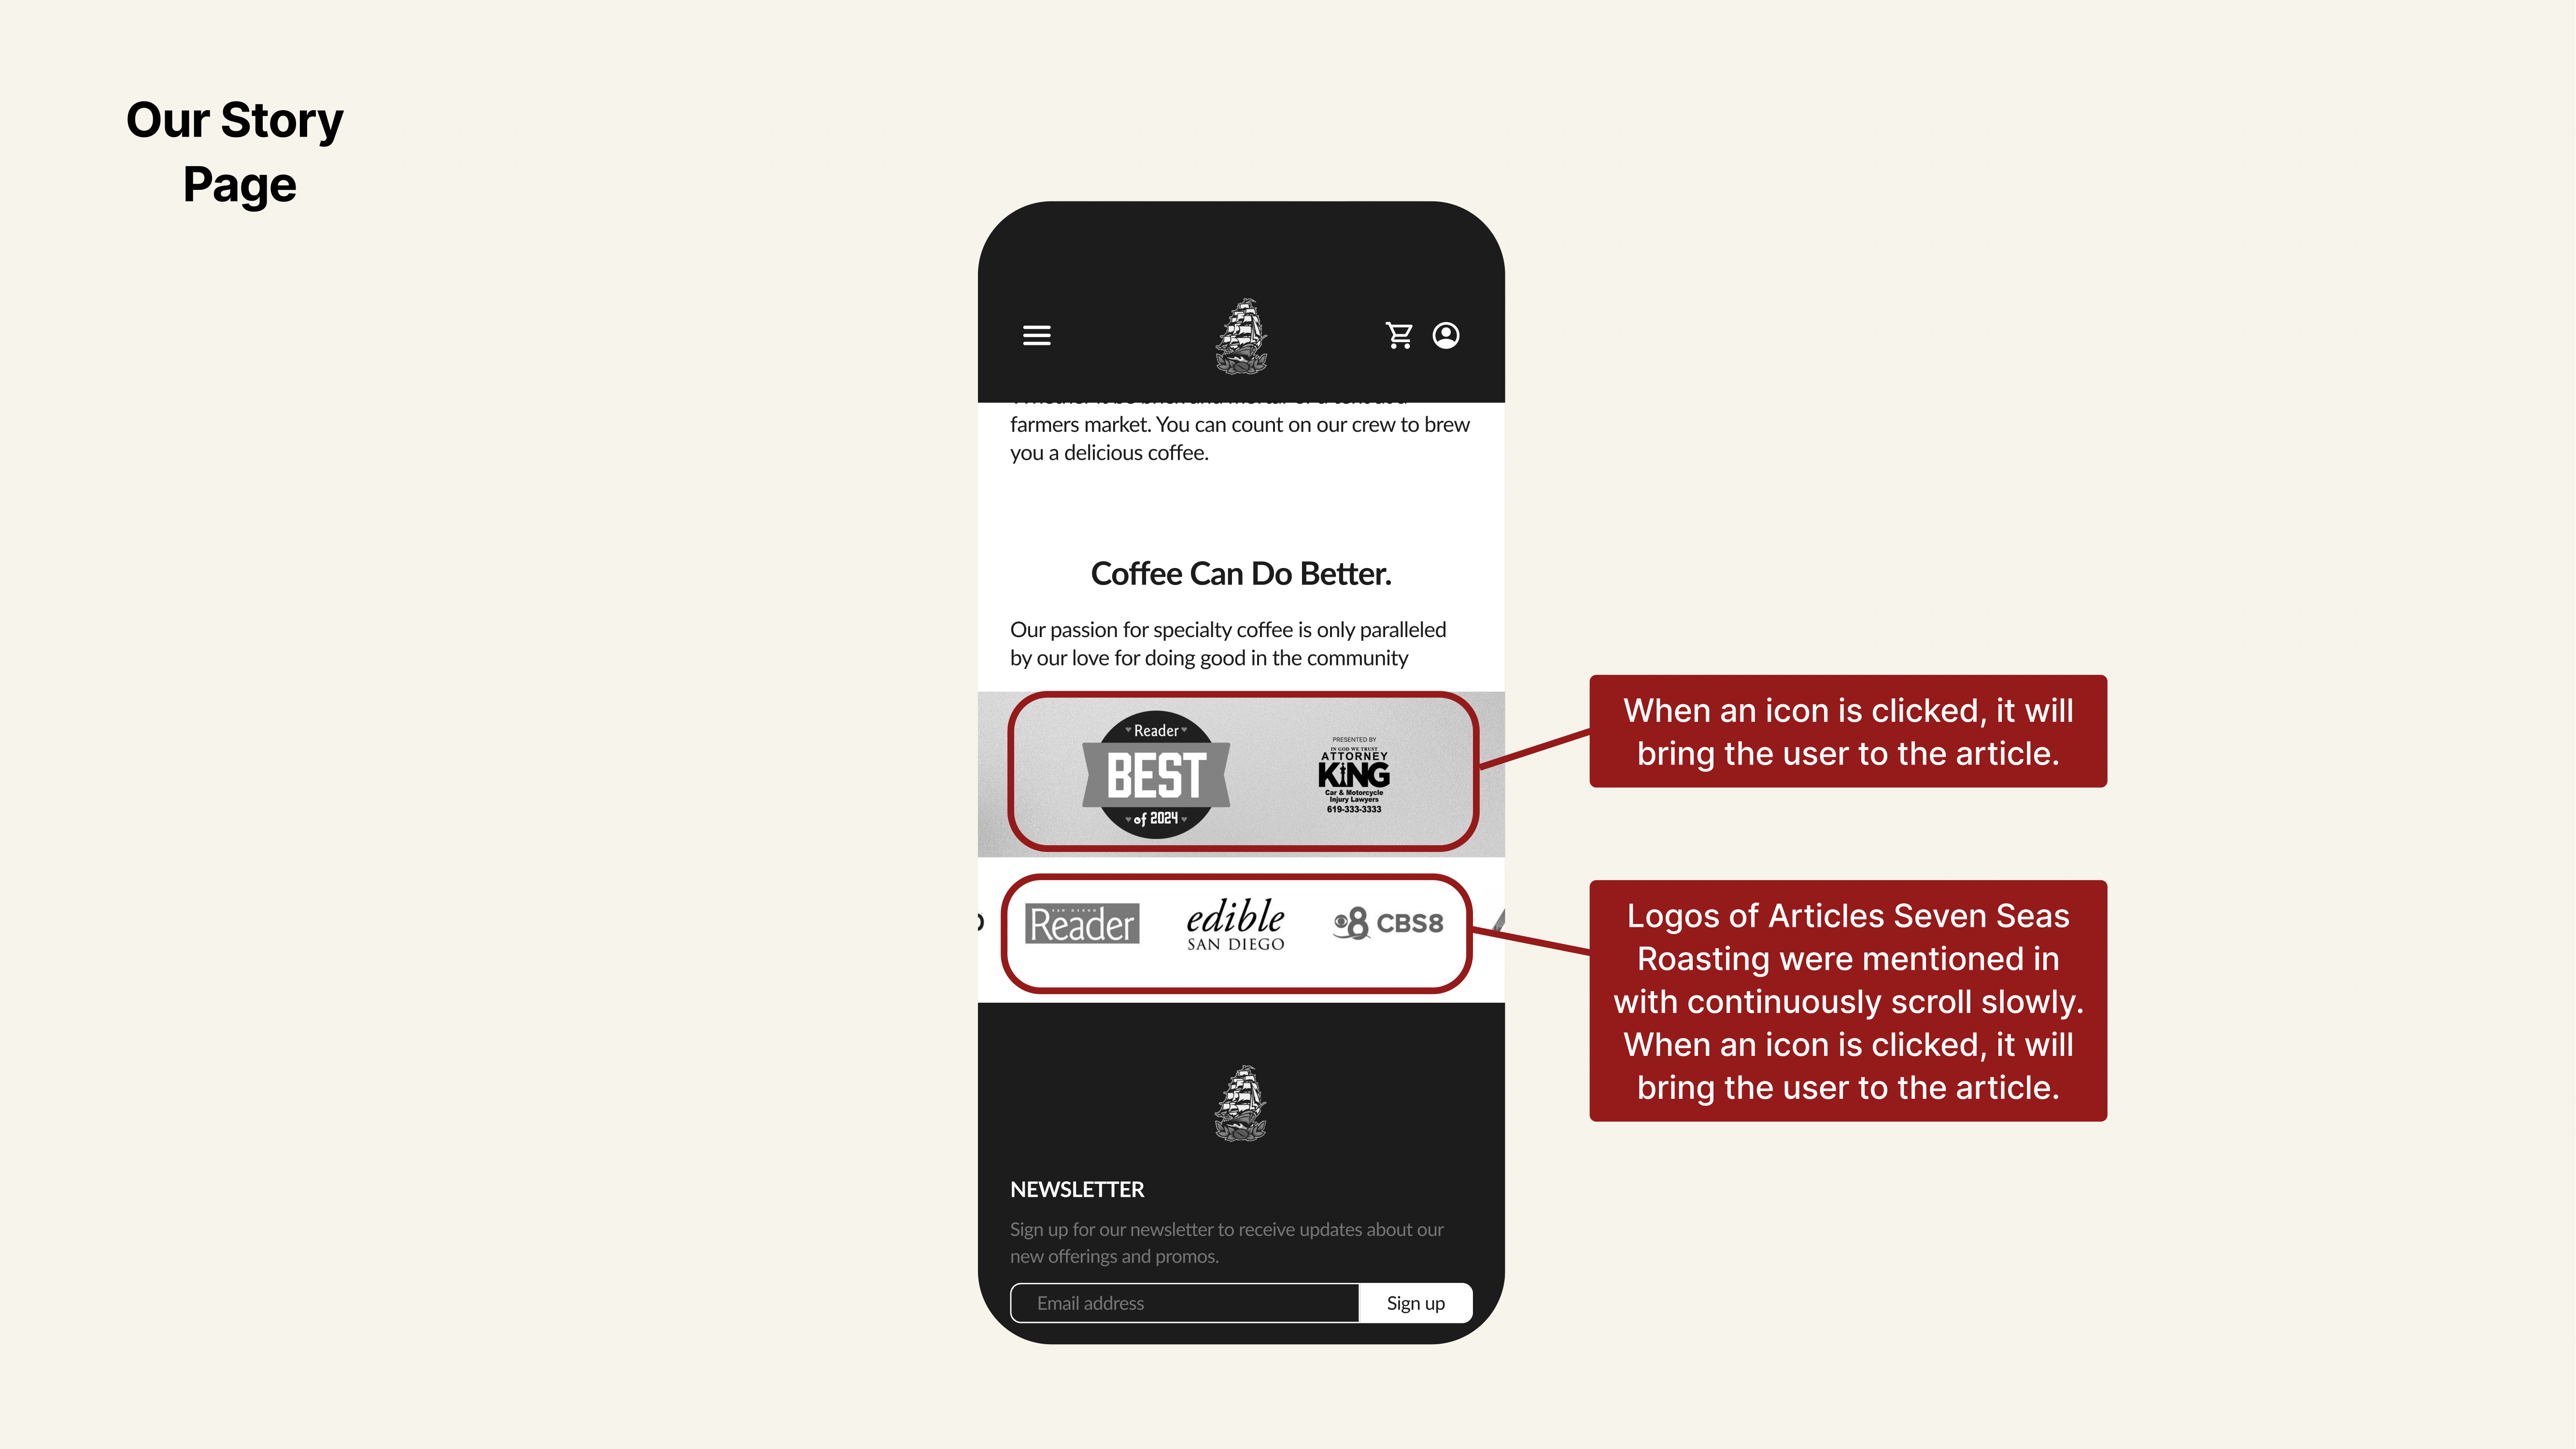 Our Story
Page
farmers market. You can count on our crew to brew
you a delicious coffee.
Coffee Can Do Better.
Our passion for specialty coffee is only paralleled
by our love for doing good in the community
Reader
BEST
of 2024
PRESENTED BY
IN GOD WE TRUST
ATTORNEY
KING
Car & Motorcycle
Injury Lawyers
619-333-3333
When an icon is clicked, it will
bring the user to the article.
SAN DIEGO
Reader
edible
SAN DIEGO
8 CBS8
Logos of Articles Seven Seas
Roasting were mentioned in
with continuously scroll slowly.
When an icon is clicked, it will
bring the user to the article.
NEWSLETTER
Sign up for our newsletter to receive updates about our
new offerings and promos.
Email address
Sign up